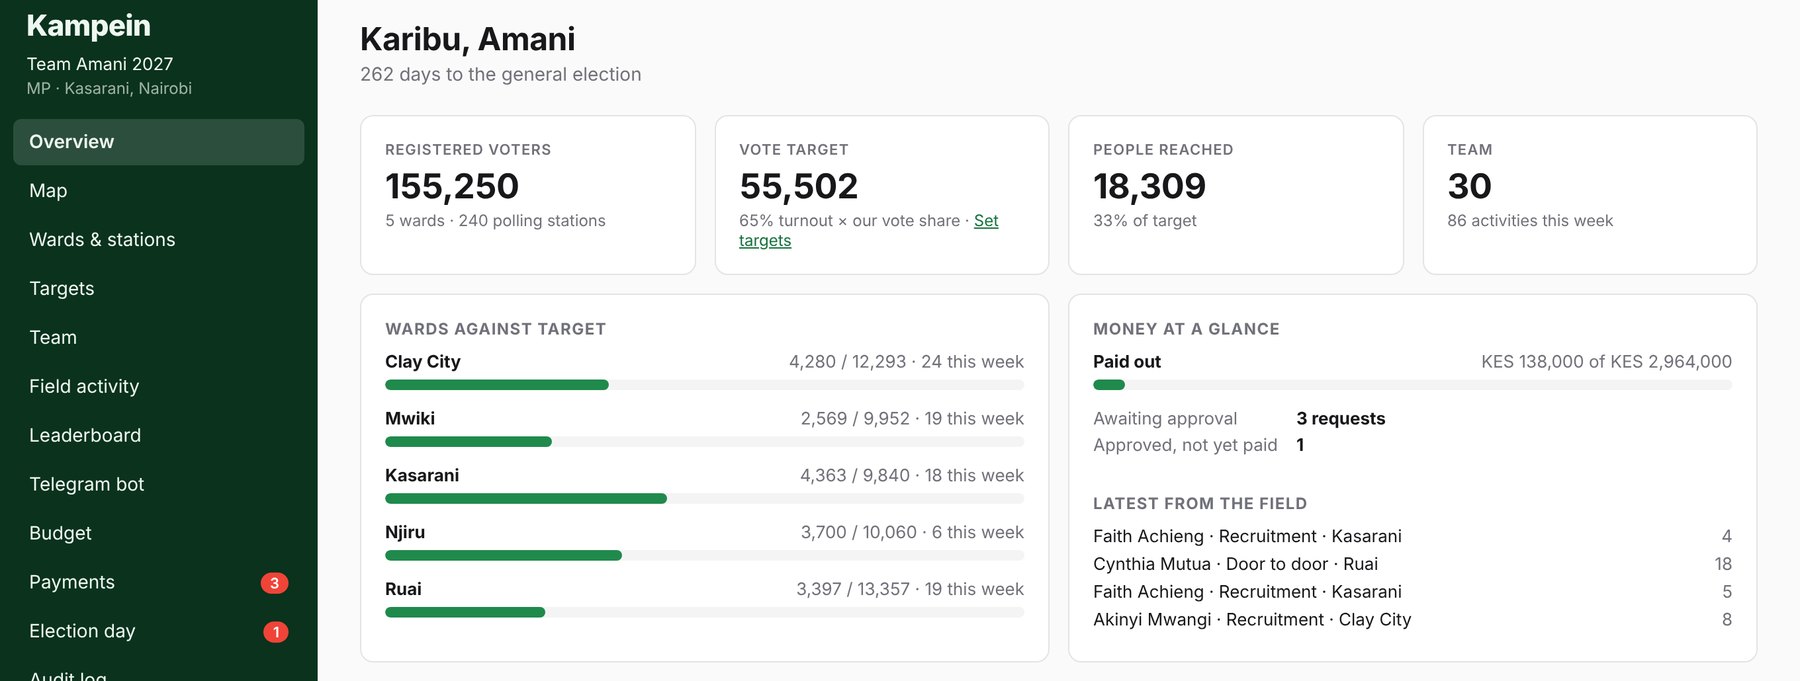 Kampein
Team Amani 2027
MP · Kasarani, Nairobi
Overview
Map
Wards & stations
Targets
Team
Field activity
Leaderboard
Telegram bot
Budget
Payments 3
Election day 1
Audit log
Karibu, Amani
262 days to the general election
REGISTERED VOTERS
155,250
5 wards · 240 polling stations
VOTE TARGET
55,502
65% turnout × our vote share · Set
targets
PEOPLE REACHED
18,309
33% of target
TEAM
30
86 activities this week
WARDS AGAINST TARGET
Clay City 4,280 / 12,293 · 24 this week
Mwiki 2,569 / 9,952 · 19 this week
Kasarani 4,363 / 9,840 · 18 this week
Njiru 3,700 / 10,060 · 6 this week
Ruai 3,397 / 13,357 · 19 this week
MONEY AT A GLANCE
Paid out KES 138,000 of KES 2,964,000
Awaiting approval 3 requests
Approved, not yet paid 1
LATEST FROM THE FIELD
Faith Achieng · Recruitment · Kasarani 4
Cynthia Mutua · Door to door · Ruai 18
Faith Achieng · Recruitment · Kasarani 5
Akinyi Mwangi · Recruitment · Clay City 8